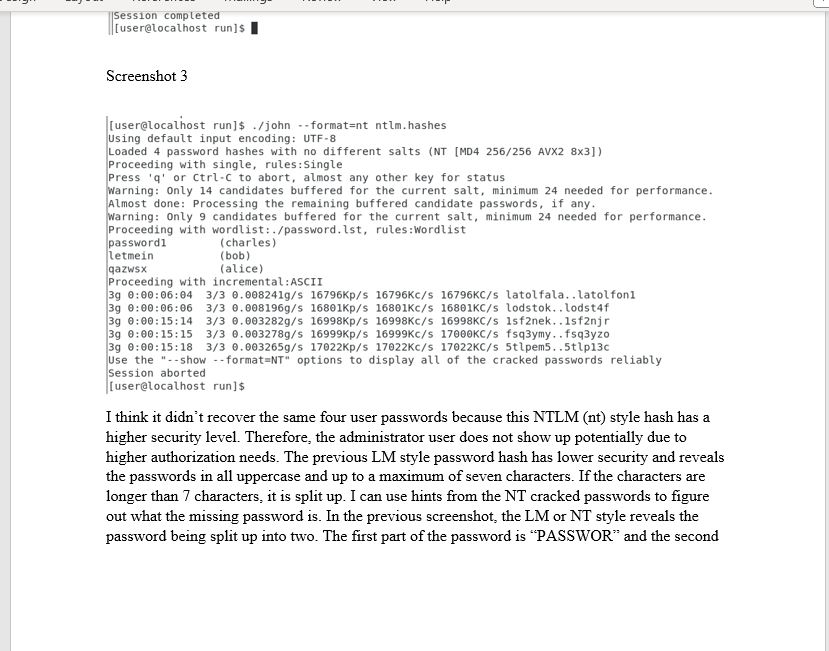 Session completed
[user@localhost run]$
Screenshot 3
[user@localhost run]$ ./john --format=nt ntlm.hashes
Using default input encoding: UTF-8
Loaded 4 password hashes with no different salts (NT [MD4 256/256 AVX2 8x3])
Proceeding with single, rules:Single
Press 'q' or Ctrl-C to abort, almost any other key for status
Warning: Only 14 candidates buffered for the current salt, minimum 24 needed for performance.
Almost done: Processing the remaining buffered candidate passwords, if any.
Warning: Only 9 candidates buffered for the current salt, minimum 24 needed for performance.
Proceeding with wordlist:./password.lst, rules:Wordlist
password1        (charles)
letmein          (bob)
qazwsx           (alice)
Proceeding with incremental:ASCII
3g 0:00:06:04  3/3 0.008241g/s 16796Kp/s 16796Kc/s 16796KC/s latolfala..latolfon1
3g 0:00:06:06  3/3 0.008196g/s 16801Kp/s 16801Kc/s 16801KC/s lodstok..lodst4f
3g 0:00:15:14  3/3 0.003282g/s 16998Kp/s 16998Kc/s 16998KC/s 1sf2nek..1sf2njr
3g 0:00:15:15  3/3 0.003278g/s 16999Kp/s 16999Kc/s 17000KC/s fsq3ymy..fsq3yzo
3g 0:00:15:18  3/3 0.003265g/s 17022Kp/s 17022Kc/s 17022KC/s 5tlpem5..5tlp13c
Use the "--show --format=NT" options to display all of the cracked passwords reliably
Session aborted
[user@localhost run]$
I think it didn't recover the same four user passwords because this NTLM (nt) style hash has a
higher security level. Therefore, the administrator user does not show up potentially due to
higher authorization needs. The previous LM style password hash has lower security and reveals
the passwords in all uppercase and up to a maximum of seven characters. If the characters are
longer than 7 characters, it is split up. I can use hints from the NT cracked passwords to figure
out what the missing password is. In the previous screenshot, the LM or NT style reveals the
password being split up into two. The first part of the password is “PASSWOR” and the second